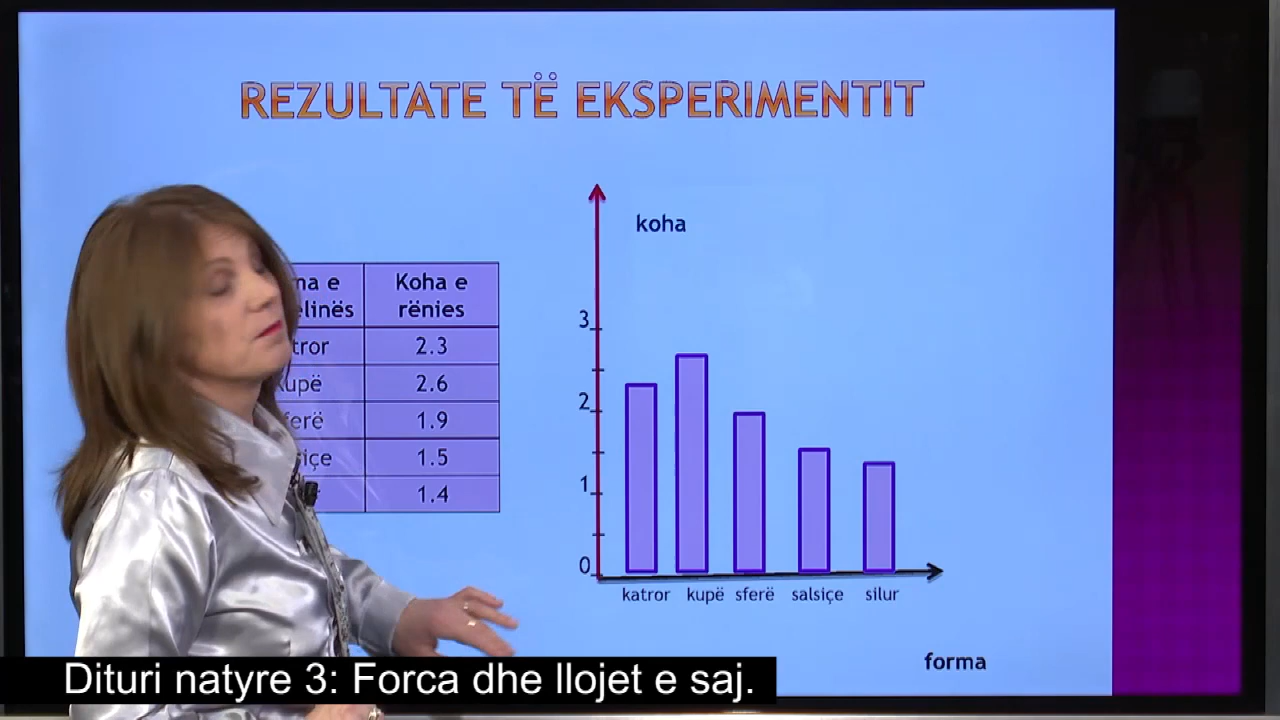 REZULTATE TË EKSPERIMENTIT
koha
Koha e
rënies
2.3
kupë 2.6
1.9
1.5
1.4
3
2
1
0
katror kupë sferë salsiçe silur
forma
Dituri natyre 3: Forca dhe llojet e saj.